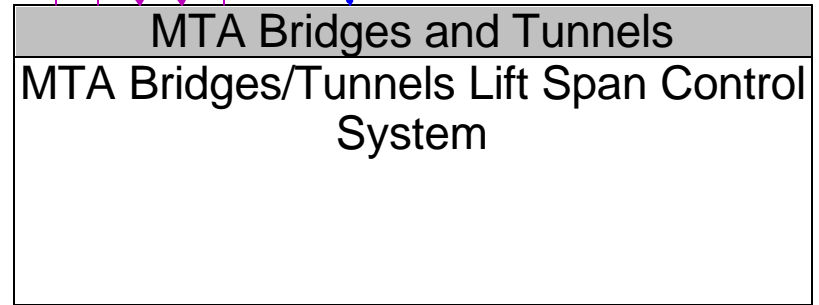 MTA Bridges and Tunnels
MTA Bridges/Tunnels Lift Span Control
System